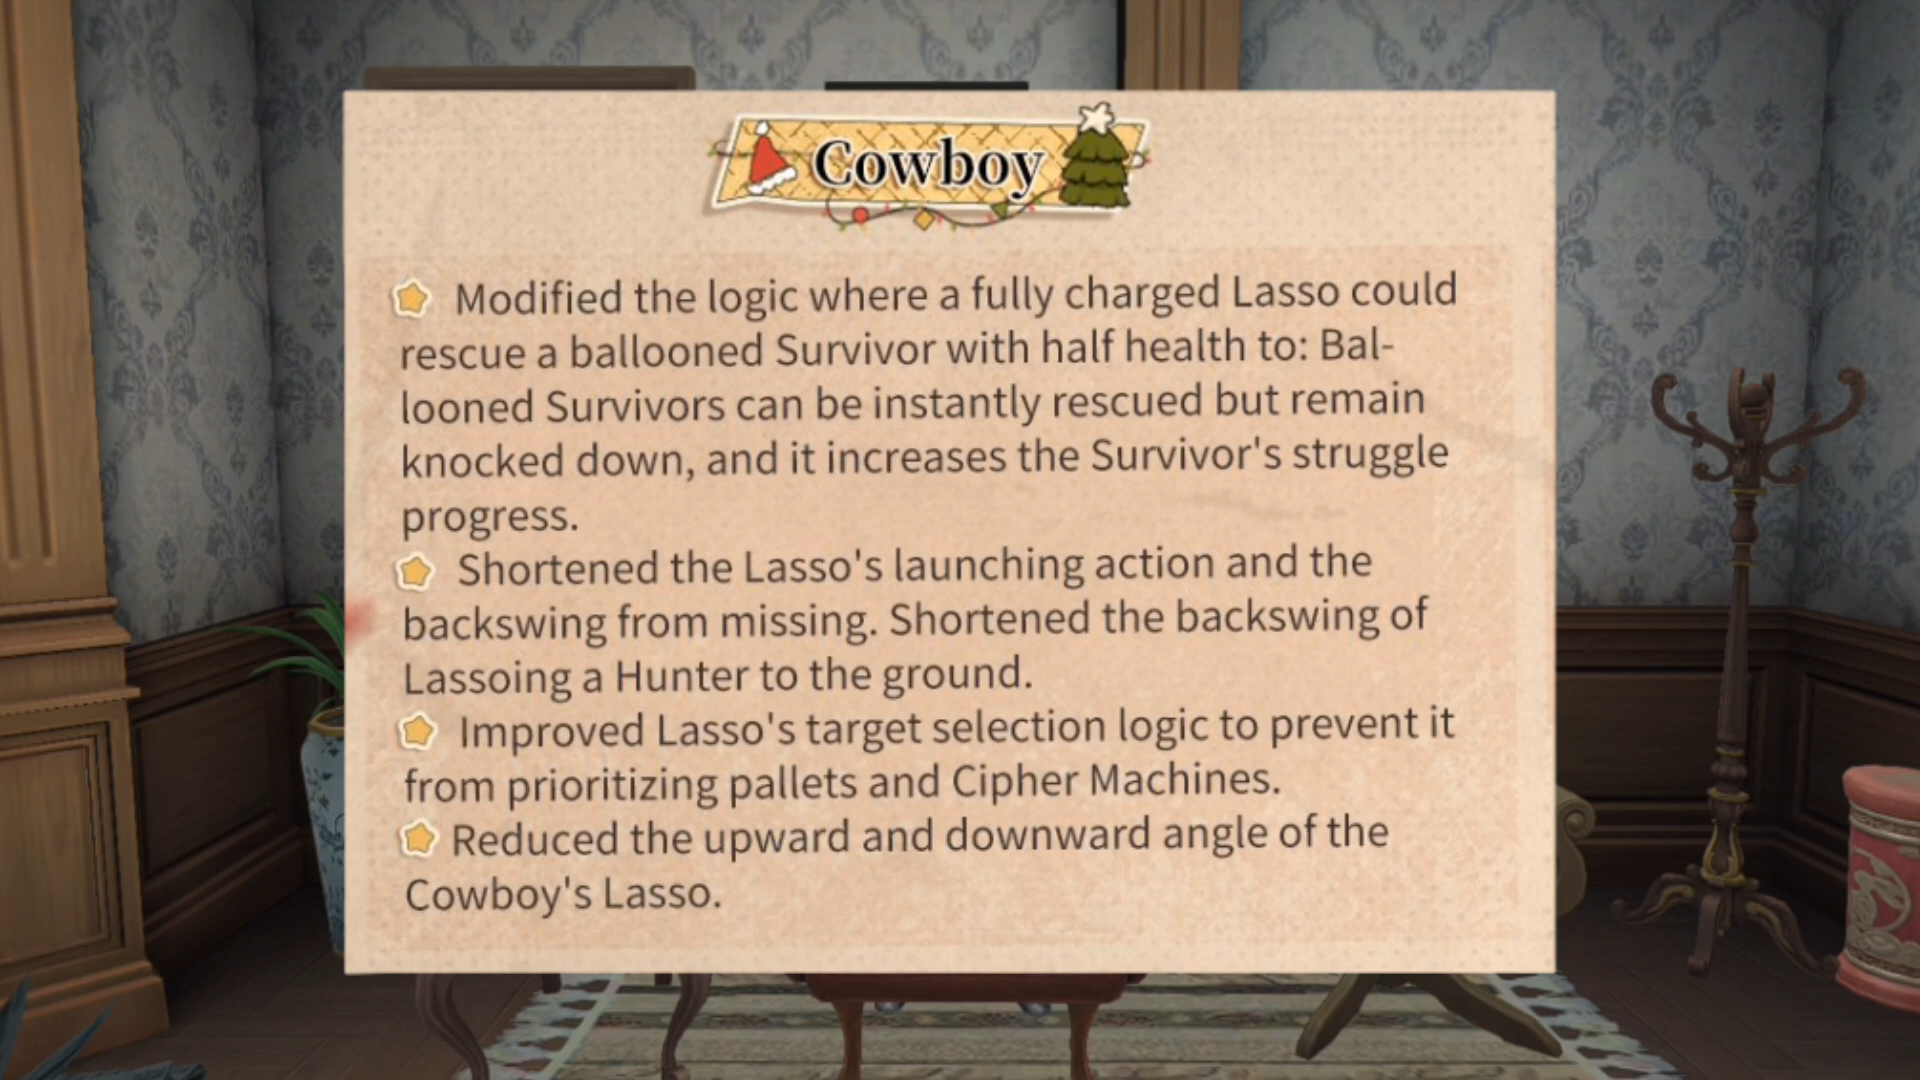 Cowboy
Modified the logic where a fully charged Lasso could
rescue a ballooned Survivor with half health to: Bal-
looned Survivors can be instantly rescued but remain
knocked down, and it increases the Survivor's struggle
progress.
Shortened the Lasso's launching action and the
backswing from missing. Shortened the backswing of
Lassoing a Hunter to the ground.
Improved Lasso's target selection logic to prevent it
from prioritizing pallets and Cipher Machines.
Reduced the upward and downward angle of the
Cowboy's Lasso.